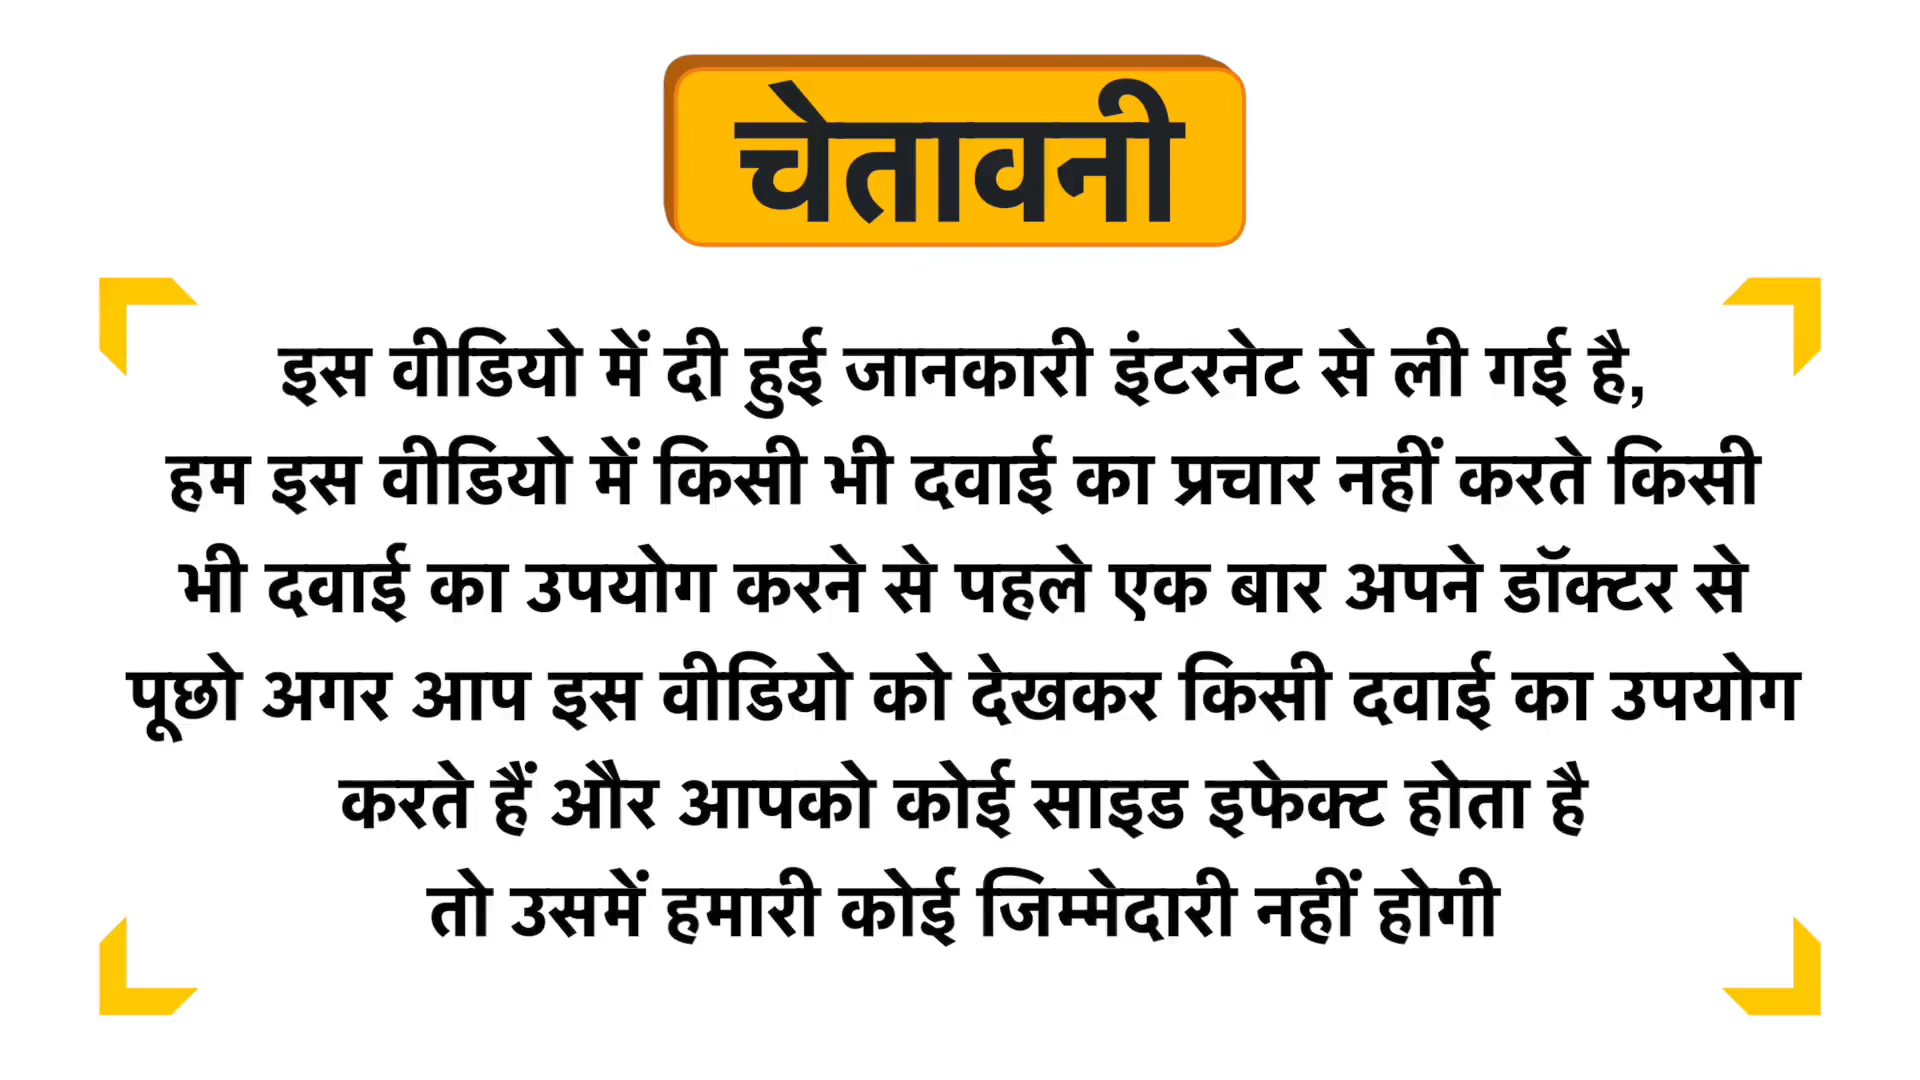 चेतावनी
इस वीडियो में दी हुई जानकारी इंटरनेट से ली गई है,
हम इस वीडियो में किसी भी दवाई का प्रचार नहीं करते किसी
भी दवाई का उपयोग करने से पहले एक बार अपने डॉक्टर से
पूछो अगर आप इस वीडियो को देखकर किसी दवाई का उपयोग
करते हैं और आपको कोई साइड इफेक्ट होता है
तो उसमें हमारी कोई जिम्मेदारी नहीं होगी